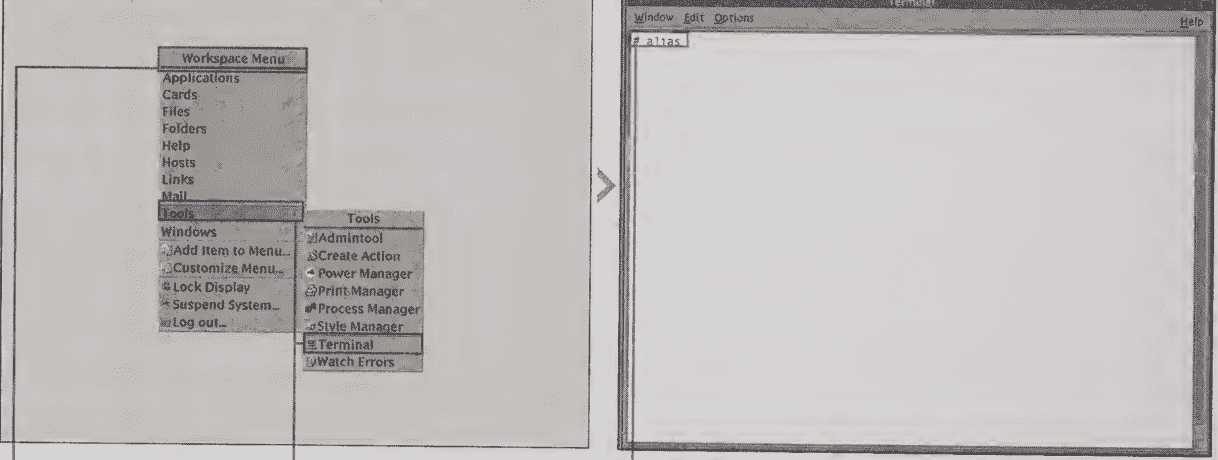 Workspace Menu
Applications
Cards
Files
Folders
Help
Hosts
Links
Mail
Tools
Windows
Add Item to Menu...
Customize Menu...
Lock Display
Suspend System...
Log out...
Tools
Admintool
Create Action
Power Manager
Print Manager
Process Manager
Style Manager
Terminal
Watch Errors
Terminal
Window Edit Options Help
# alias